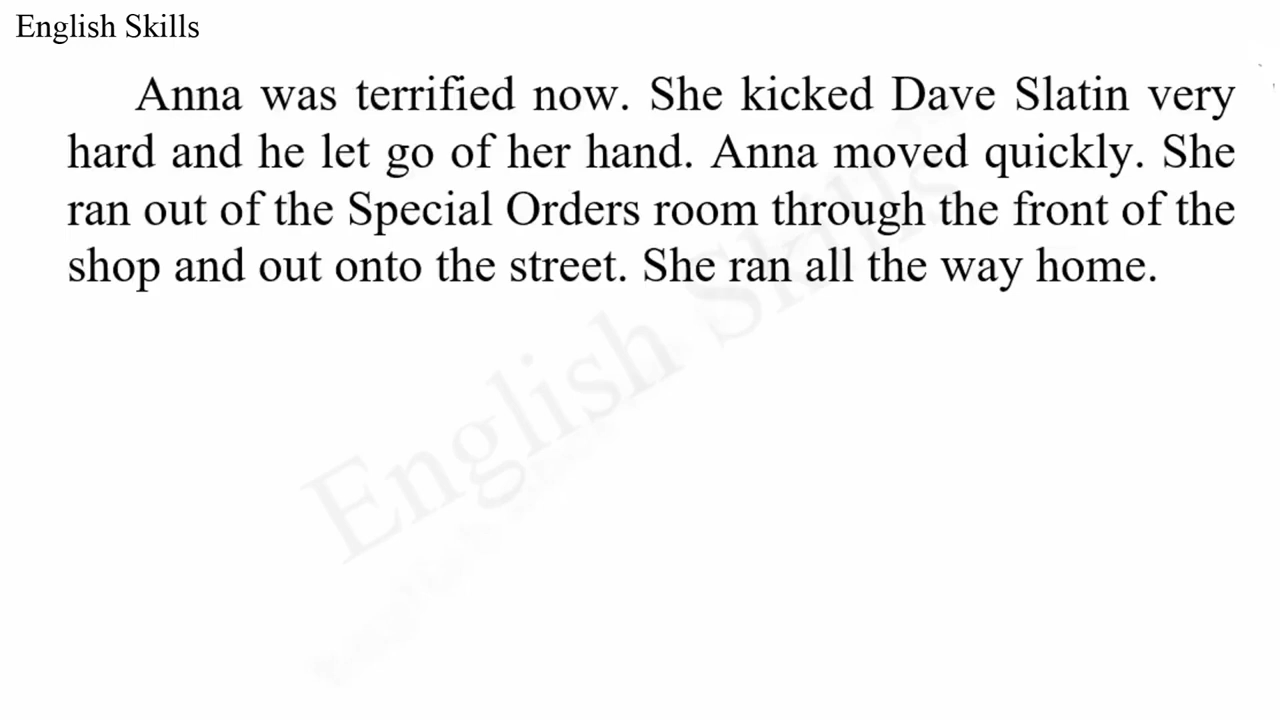 English Skills
Anna was terrified now. She kicked Dave Slatin very
hard and he let go of her hand. Anna moved quickly. She
ran out of the Special Orders room through the front of the
shop and out onto the street. She ran all the way home.
English Skills